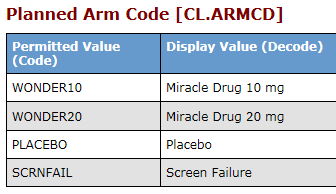 Planned Arm Code [CL.ARMCD]
Permitted Value (Code) Display Value (Decode)
WONDER10 Miracle Drug 10 mg
WONDER20 Miracle Drug 20 mg
PLACEBO Placebo
SCRNFAIL Screen Failure